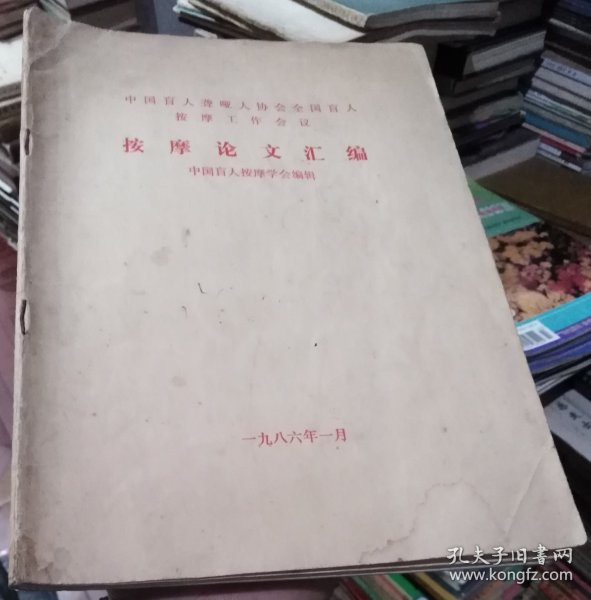 中国盲人聋哑人协会全国盲人
按摩工作会议
按摩论文汇编
中国盲人按摩学会编辑
一九八六年一月
孔夫子旧书网
www.kongfz.com